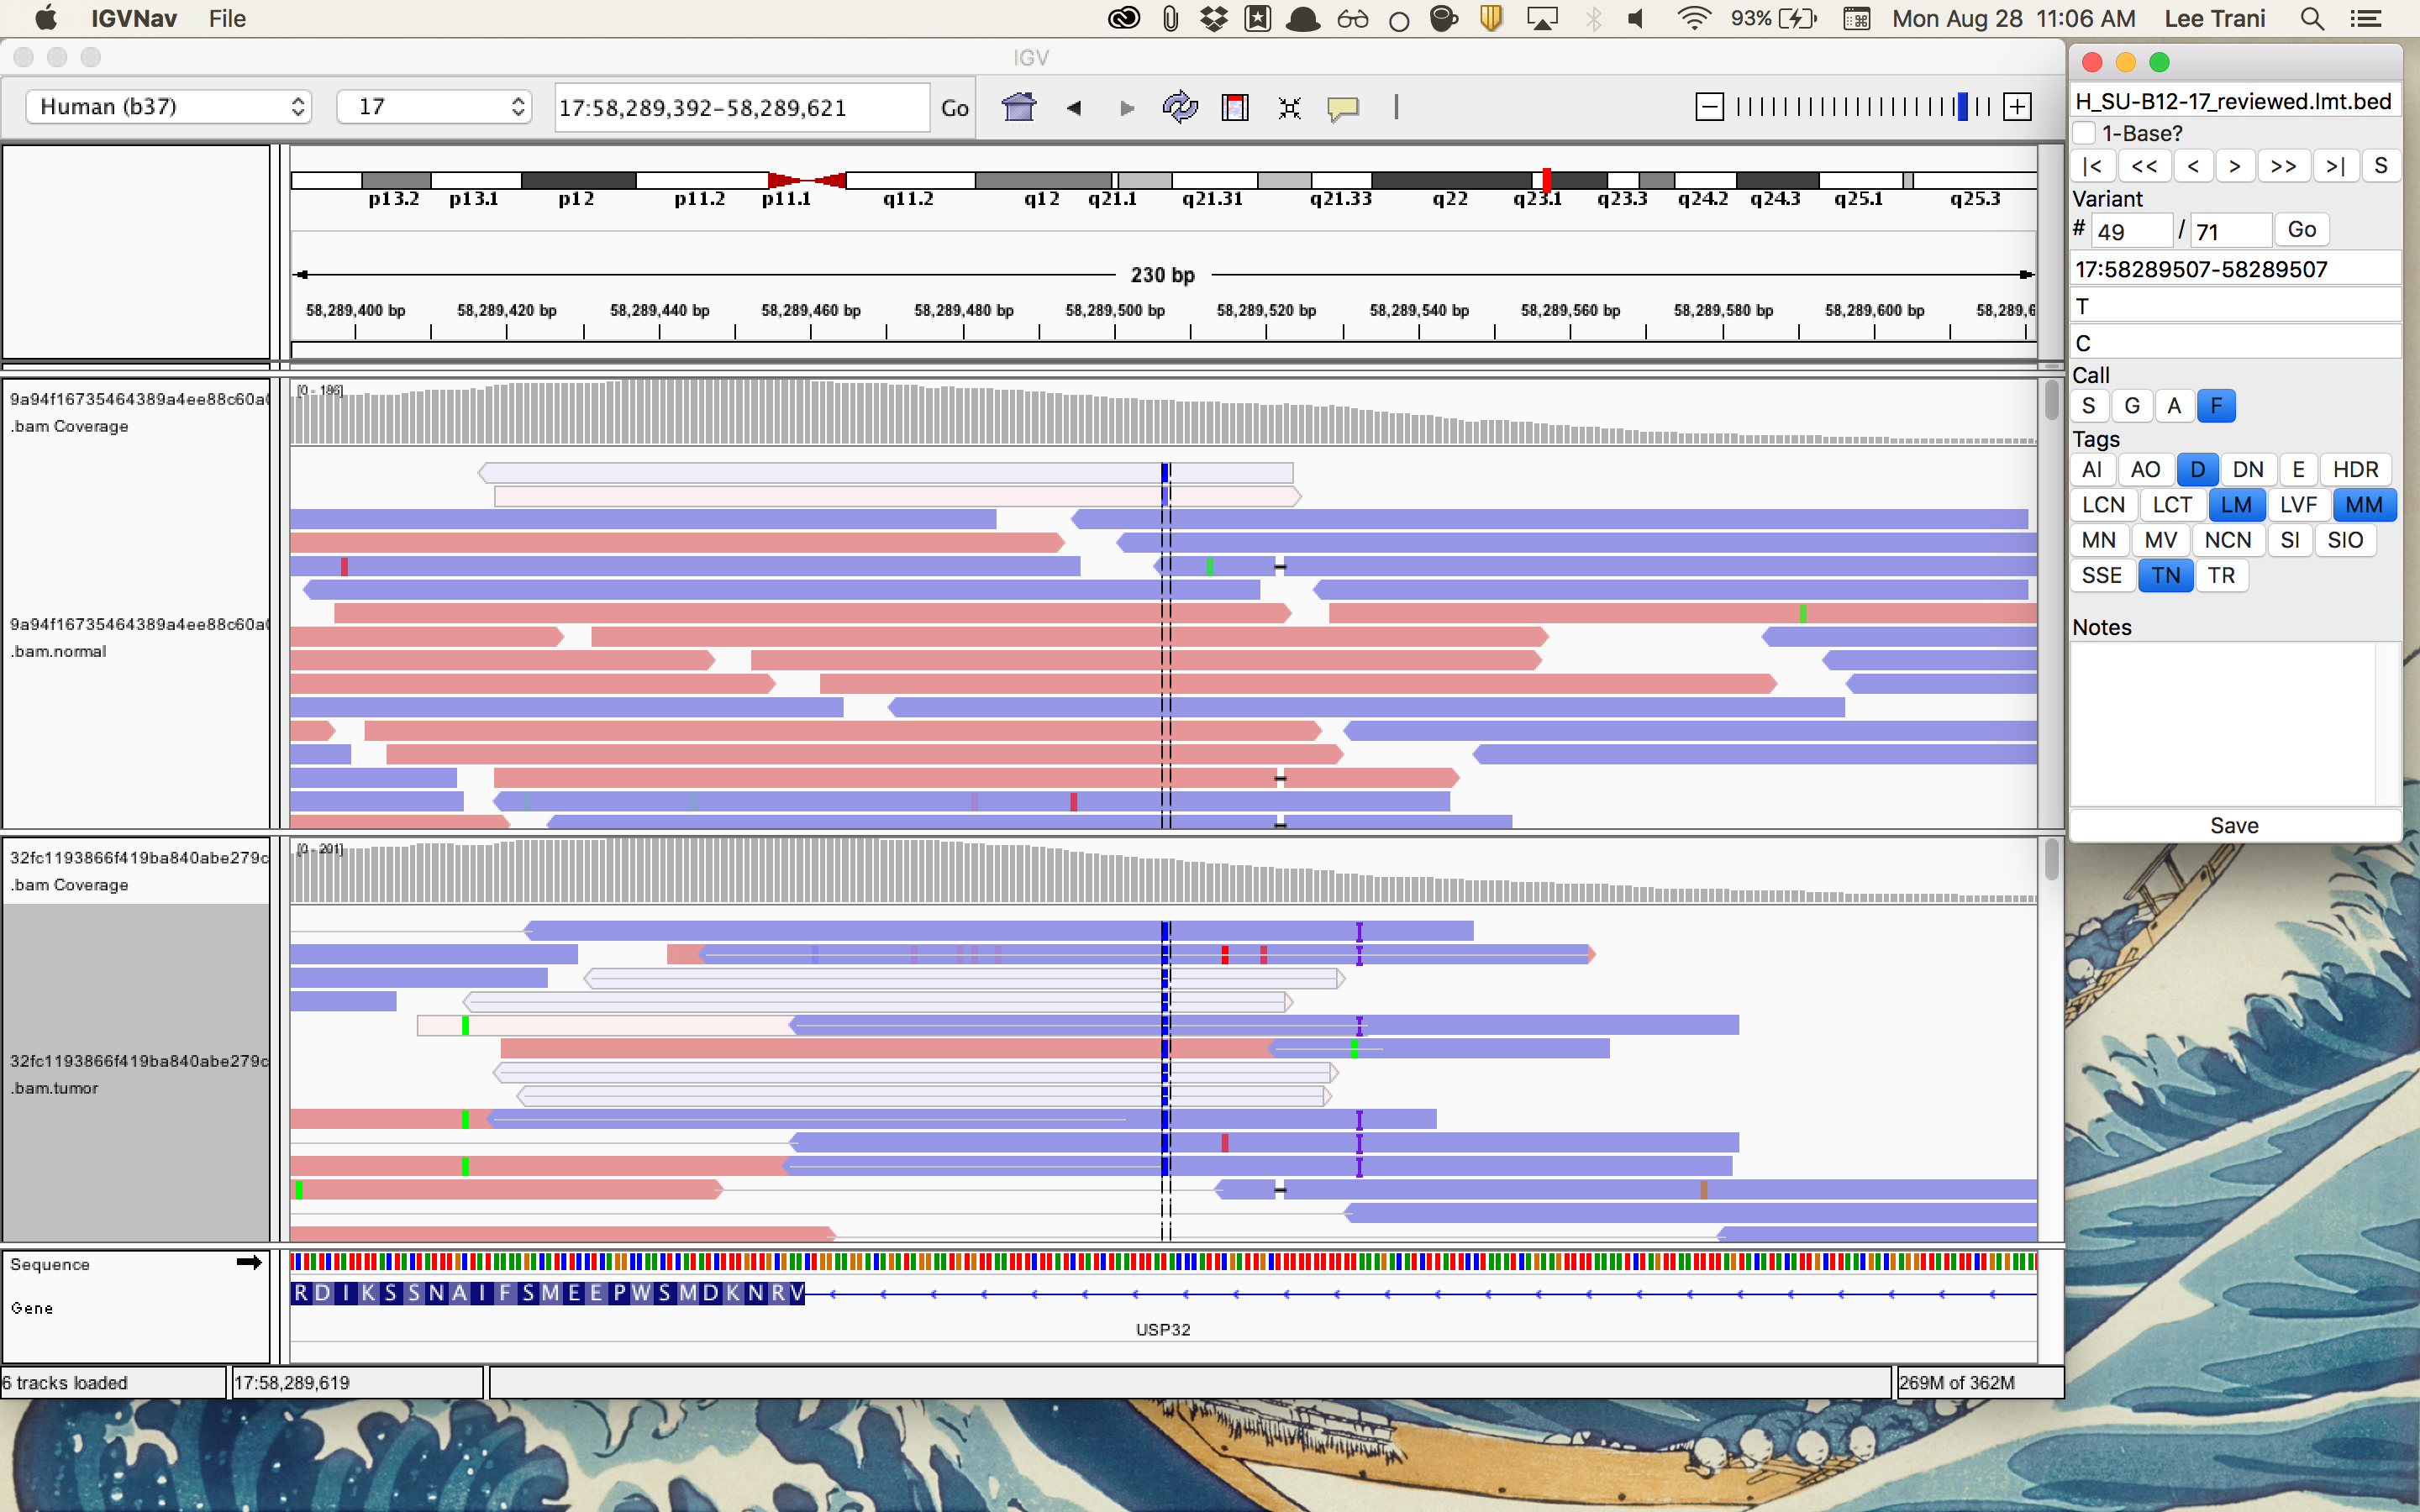 IGVNav File 93% Mon Aug 28 11:06 AM Lee Trani
IGV
Human (b37) 17 17:58,289,392-58,289,621 Go
p13.2 p13.1 p12 p11.2 p11.1 q11.2 q12 q21.1 q21.31 q21.33 q22 q23.1 q23.3 q24.2 q24.3 q25.1 q25.3
230 bp
58,289,400 bp 58,289,420 bp 58,289,440 bp 58,289,460 bp 58,289,480 bp 58,289,500 bp 58,289,520 bp 58,289,540 bp 58,289,560 bp 58,289,580 bp 58,289,600 bp 58,289,6
[0 - 196]
9a94f16735464389a4ee88c60a
.bam Coverage
9a94f16735464389a4ee88c60a
.bam.normal
[0 - 201]
32fc1193866f419ba840abe279c
.bam Coverage
32fc1193866f419ba840abe279c
.bam.tumor
Sequence
Gene
R D I K S S N A I F S M E E P W S M D K N R V
USP32
6 tracks loaded 17:58,289,619 269M of 362M
H_SU-B12-17_reviewed.lmt.bed
1-Base?
|< << < > >> >| S
Variant
# 49 / 71 Go
17:58289507-58289507
T
C
Call
S G A F
Tags
AI AO D DN E HDR
LCN LCT LM LVF MM
MN MV NCN SI SIO
SSE TN TR
Notes
Save